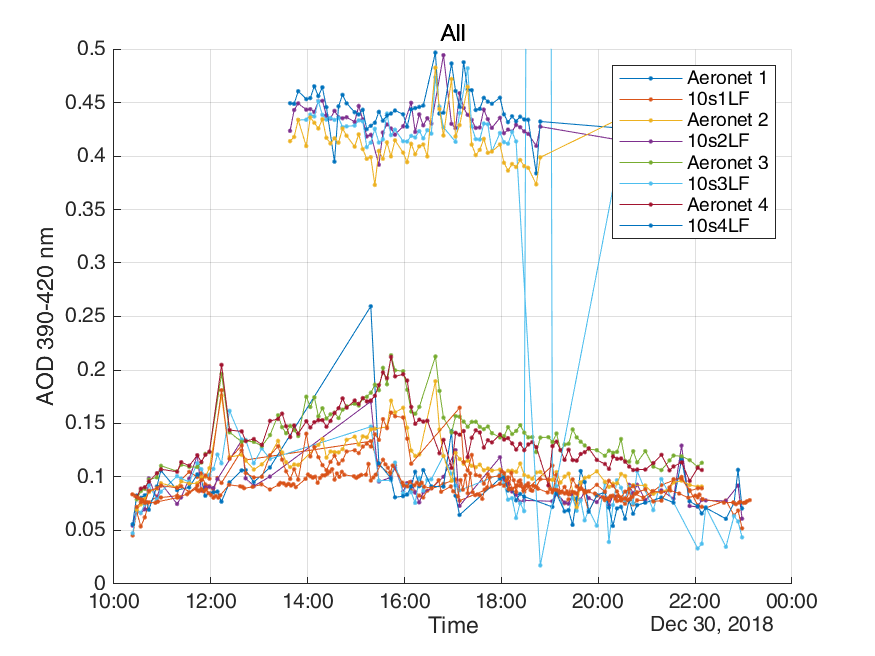 All
0.5
0.45
0.4
0.35
0.3
0.25
0.2
0.15
0.1
0.05
0
AOD 390-420 nm
Aeronet 1
10s1LF
Aeronet 2
10s2LF
Aeronet 3
10s3LF
Aeronet 4
10s4LF
10:00 12:00 14:00 16:00 18:00 20:00 22:00 00:00
Time
Dec 30, 2018